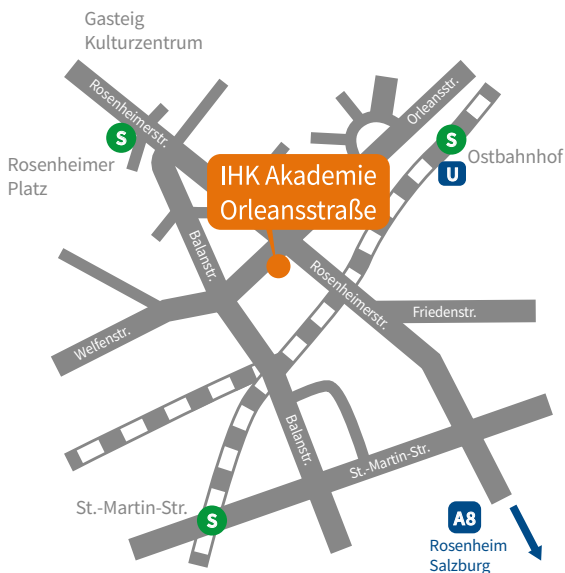 Gasteig
Kulturzentrum
Rosenheimerstr.
Orleansstr.
S
S
Ostbahnhof
U
Rosenheimer
Platz
IHK Akademie
Orleansstraße
Balanstr.
Rosenheimerstr.
Friedenstr.
Welfenstr.
Balanstr.
St.-Martin-Str.
St.-Martin-Str.
S
A8
Rosenheim
Salzburg